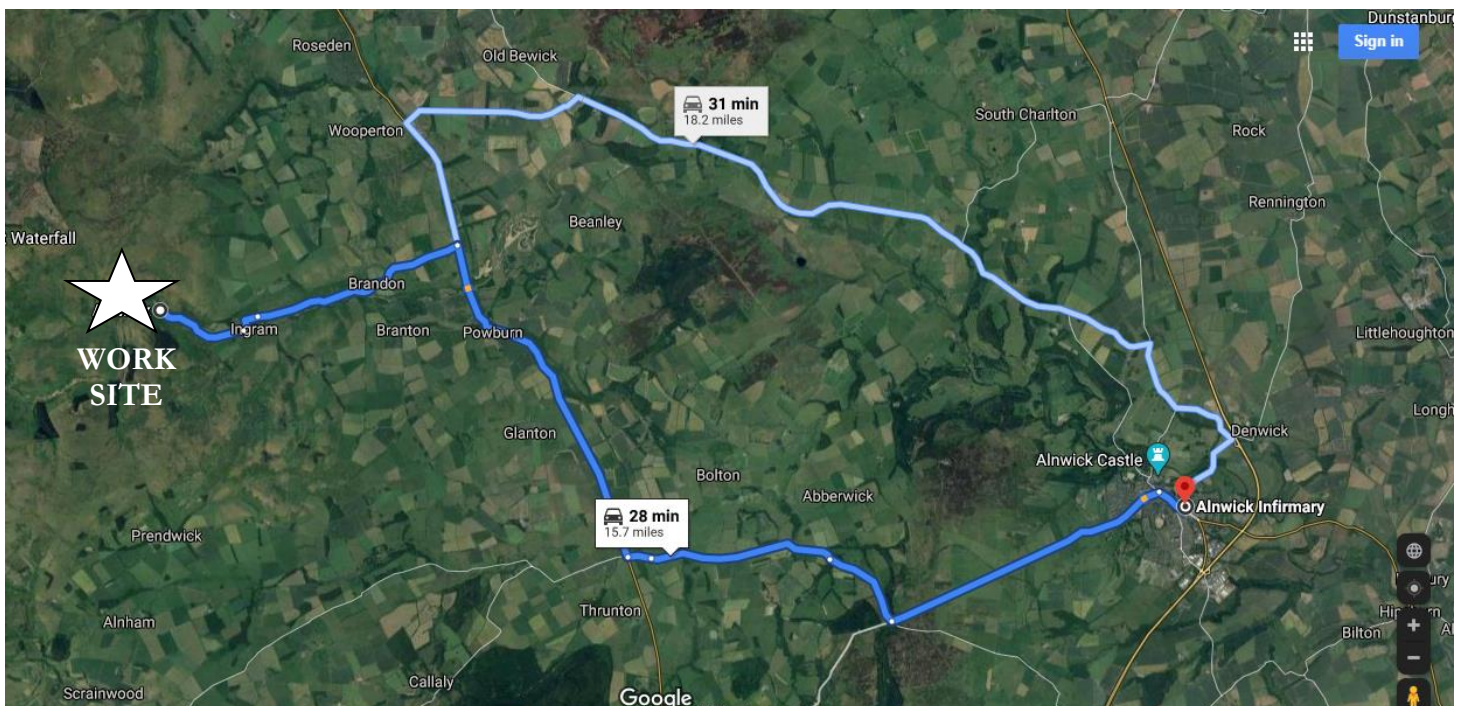 Dunstanburg
Sign in
Roseden
Old Bewick
31 min
18.2 miles
South Charlton
Wooperton
Rock
Rennington
Beanley
t Waterfall
Brandon
Ingram
Branton
Powburn
Littlehoughton
WORK
SITE
Longh
Glanton
Denwick
Alnwick Castle
Bolton
Abberwick
28 min
15.7 miles
Alnwick Infirmary
Prendwick
Thrunton
Alnham
Bilton
Callaly
Scrainwood
Google